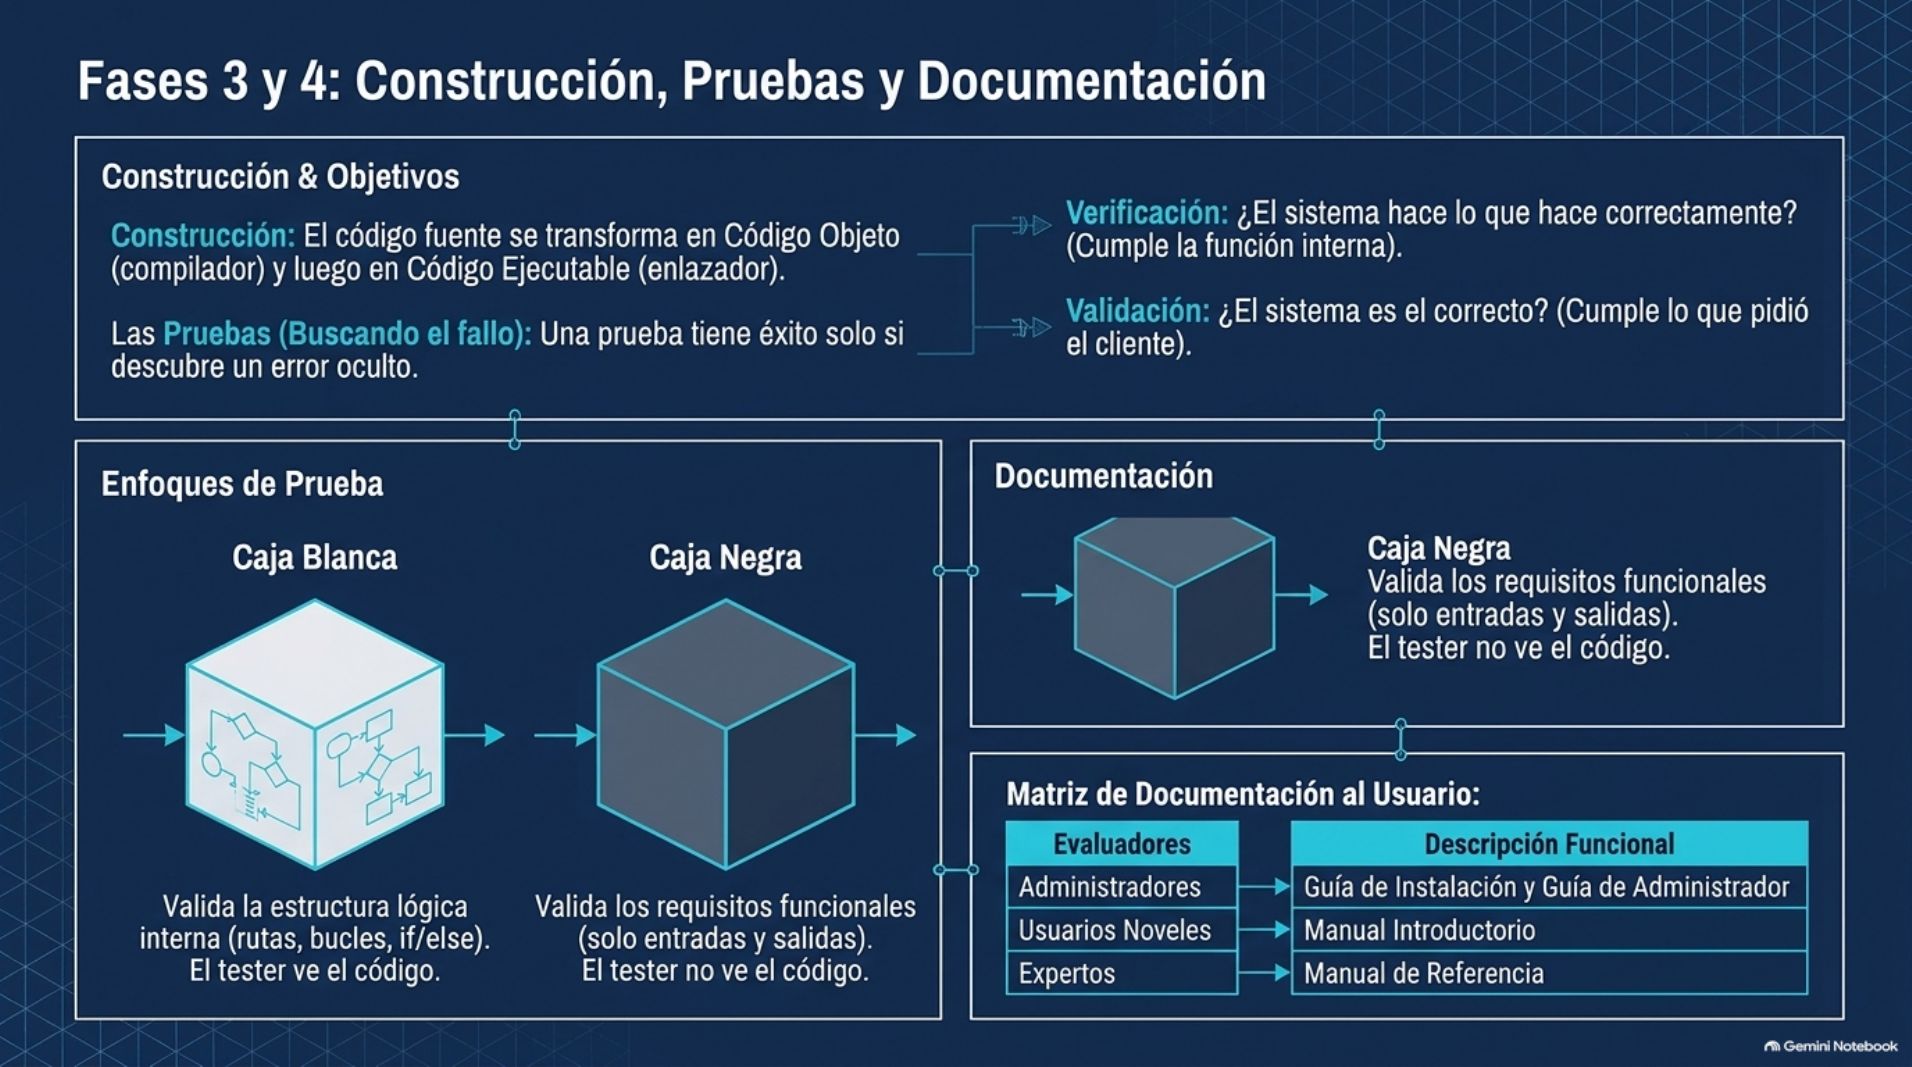 Fases 3 y 4: Construcción, Pruebas y Documentación
Construcción & Objetivos
Construcción: El código fuente se transforma en Código Objeto
(compilador) y luego en Código Ejecutable (enlazador).
Las Pruebas (Buscando el fallo): Una prueba tiene éxito solo si
descubre un error oculto.
Verificación: ¿El sistema hace lo que hace correctamente?
(Cumple la función interna).
Validación: ¿El sistema es el correcto? (Cumple lo que pidió
el cliente).
Enfoques de Prueba
Caja Blanca
Valida la estructura lógica
interna (rutas, bucles, if/else).
El tester ve el código.
Caja Negra
Valida los requisitos funcionales
(solo entradas y salidas).
El tester no ve el código.
Documentación
Caja Negra
Valida los requisitos funcionales
(solo entradas y salidas).
El tester no ve el código.
Matriz de Documentación al Usuario:
Evaluadores Descripción Funcional
Administradores Guía de Instalación y Guía de Administrador
Usuarios Noveles Manual Introductorio
Expertos Manual de Referencia
Gemini Notebook